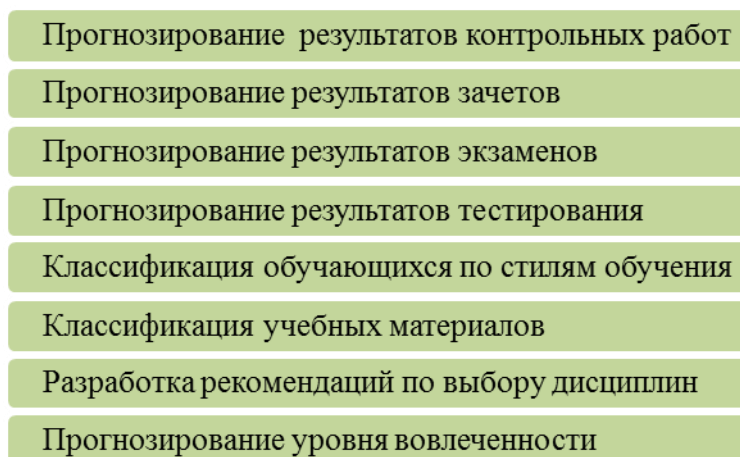 Прогнозирование результатов контрольных работ
Прогнозирование результатов зачетов
Прогнозирование результатов экзаменов
Прогнозирование результатов тестирования
Классификация обучающихся по стилям обучения
Классификация учебных материалов
Разработка рекомендаций по выбору дисциплин
Прогнозирование уровня вовлеченности